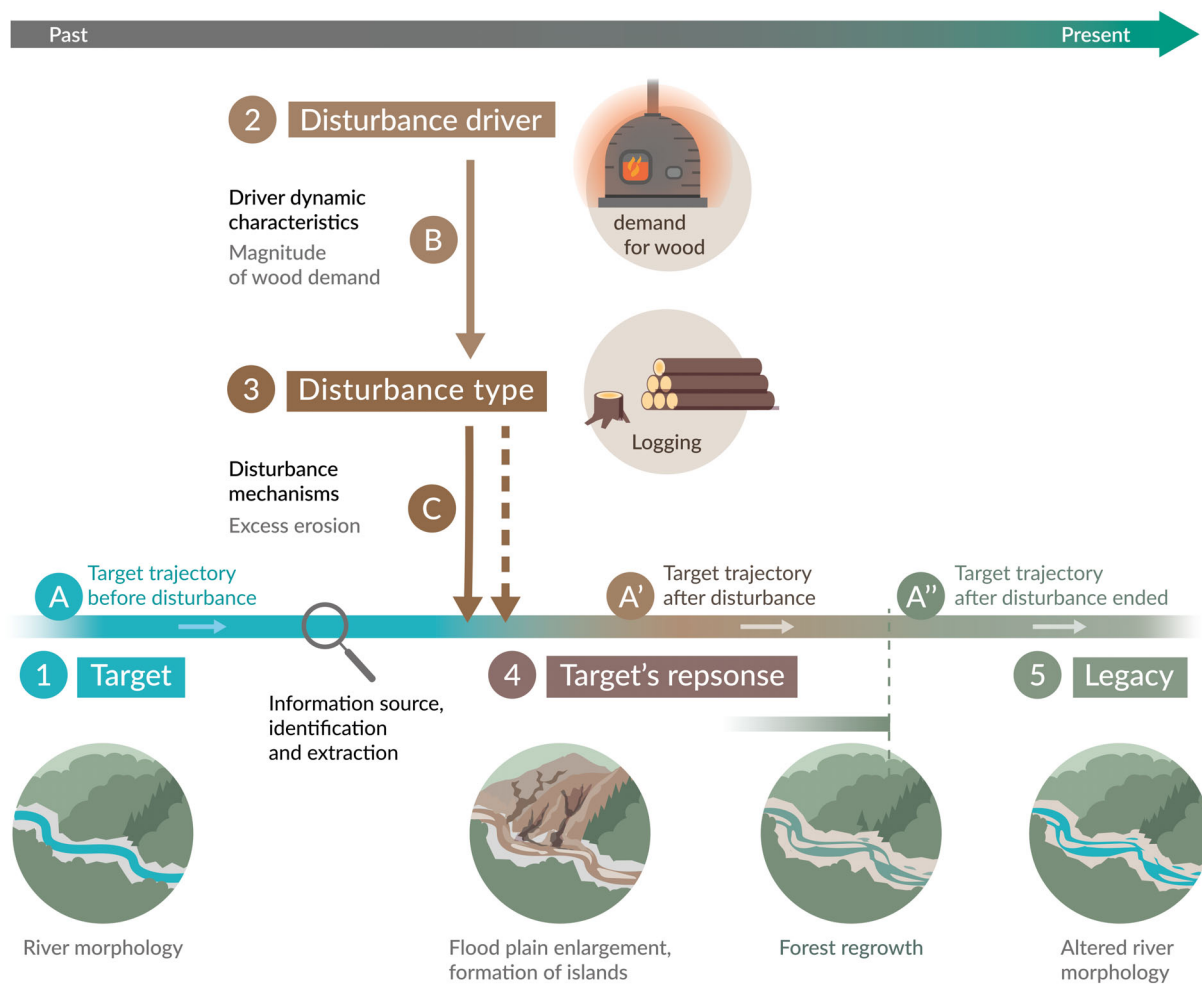 Past
Present
2
Disturbance driver
Driver dynamic
characteristics
Magnitude
of wood demand
B
demand
for wood
3
Disturbance type
Logging
Disturbance
mechanisms
Excess erosion
C
A
Target trajectory
before disturbance
A'
Target trajectory
after disturbance
A''
Target trajectory
after disturbance ended
1
Target
Information source,
identification
and extraction
4
Target's repsonse
5
Legacy
River morphology
Flood plain enlargement,
formation of islands
Forest regrowth
Altered river
morphology